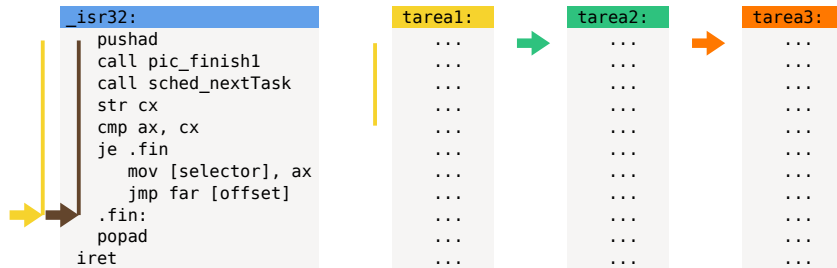 _isr32:
pushad
call pic_finish1
call sched_nextTask
str cx
cmp ax, cx
je .fin
mov [selector], ax
jmp far [offset]
.fin:
popad
iret
tarea1:
...
...
...
...
...
...
...
...
...
...
...
tarea2:
...
...
...
...
...
...
...
...
...
...
...
tarea3:
...
...
...
...
...
...
...
...
...
...
...